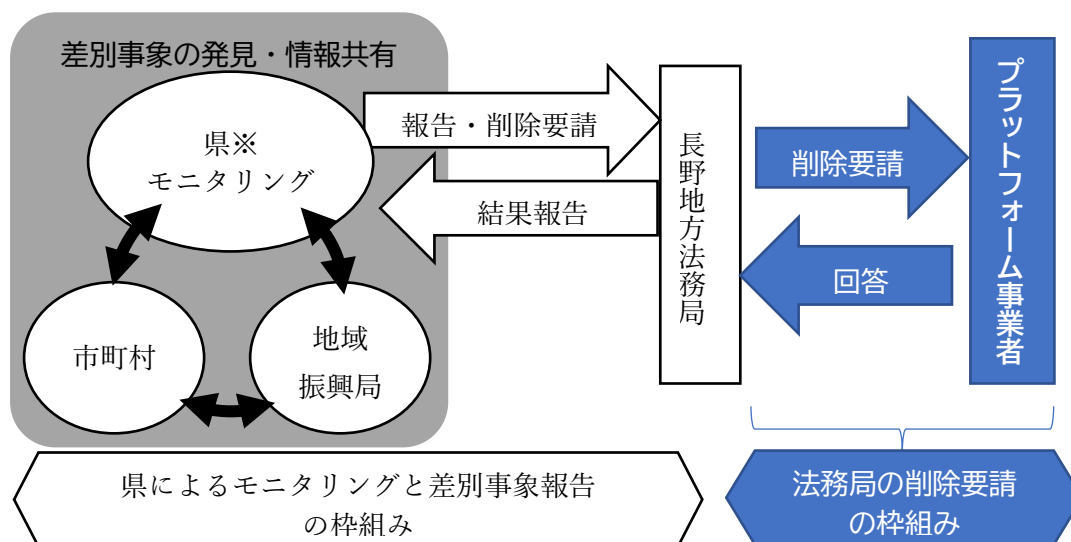 差別事象の発見・情報共有
県※
モニタリング
市町村
地域
振興局
報告・削除要請
結果報告
長野地方法務局
削除要請
回答
プラットフォーム事業者
県によるモニタリングと差別事象報告
の枠組み
法務局の削除要請
の枠組み